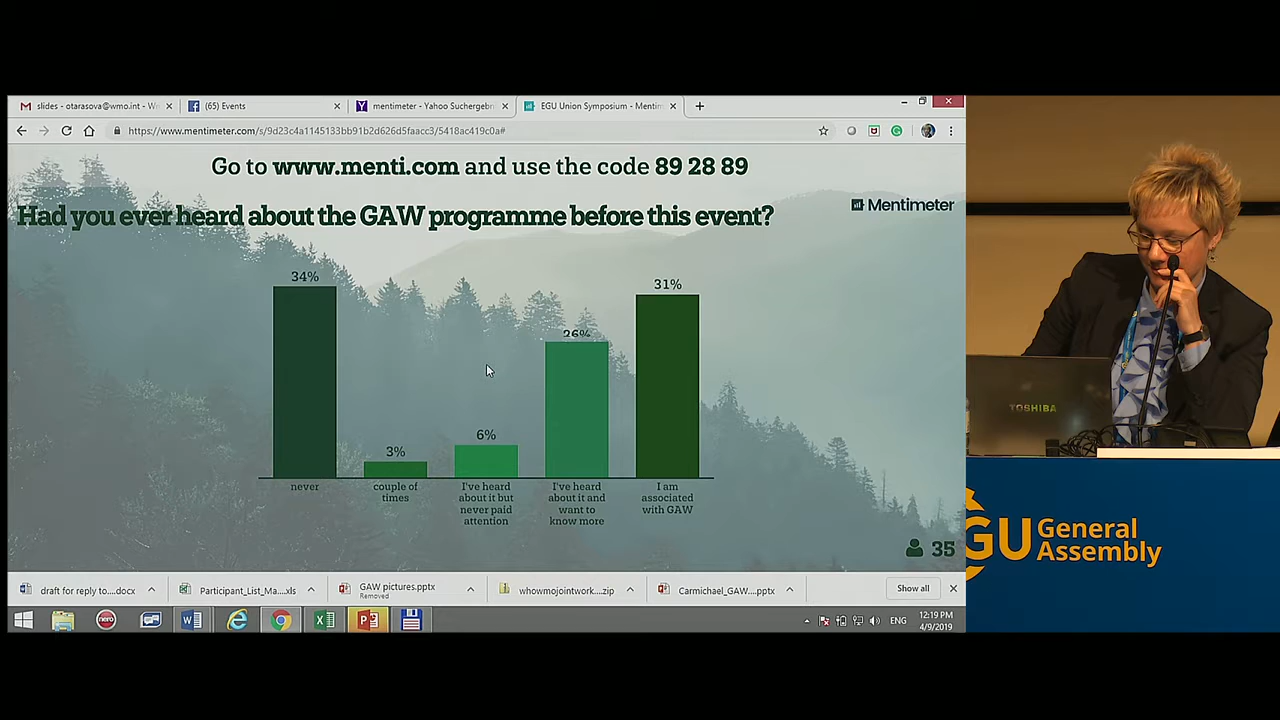 slides - otarasova@wmo.int - W
(65) Events
mentimeter - Yahoo Suchergebn
EGU Union Symposium - Mentim
https://www.mentimeter.com/s/9d23c4a1145133bb91b2d626d5faacc3/5418ac419c0a#
Go to www.menti.com and use the code 89 28 89
Had you ever heard about the GAW programme before this event?
Mentimeter
34%
3%
6%
26%
31%
never
couple of
times
I've heard
about it but
never paid
attention
I've heard
about it and
want to
know more
I am
associated
with GAW
35
draft for reply to....docx
Participant_List_Ma....xls
GAW pictures.pptx
Removed
whowmojointwork....zip
Carmichael_GAW....pptx
Show all
nero
ENG
12:19 PM
4/9/2019
TOSHIBA
GU General
Assembly